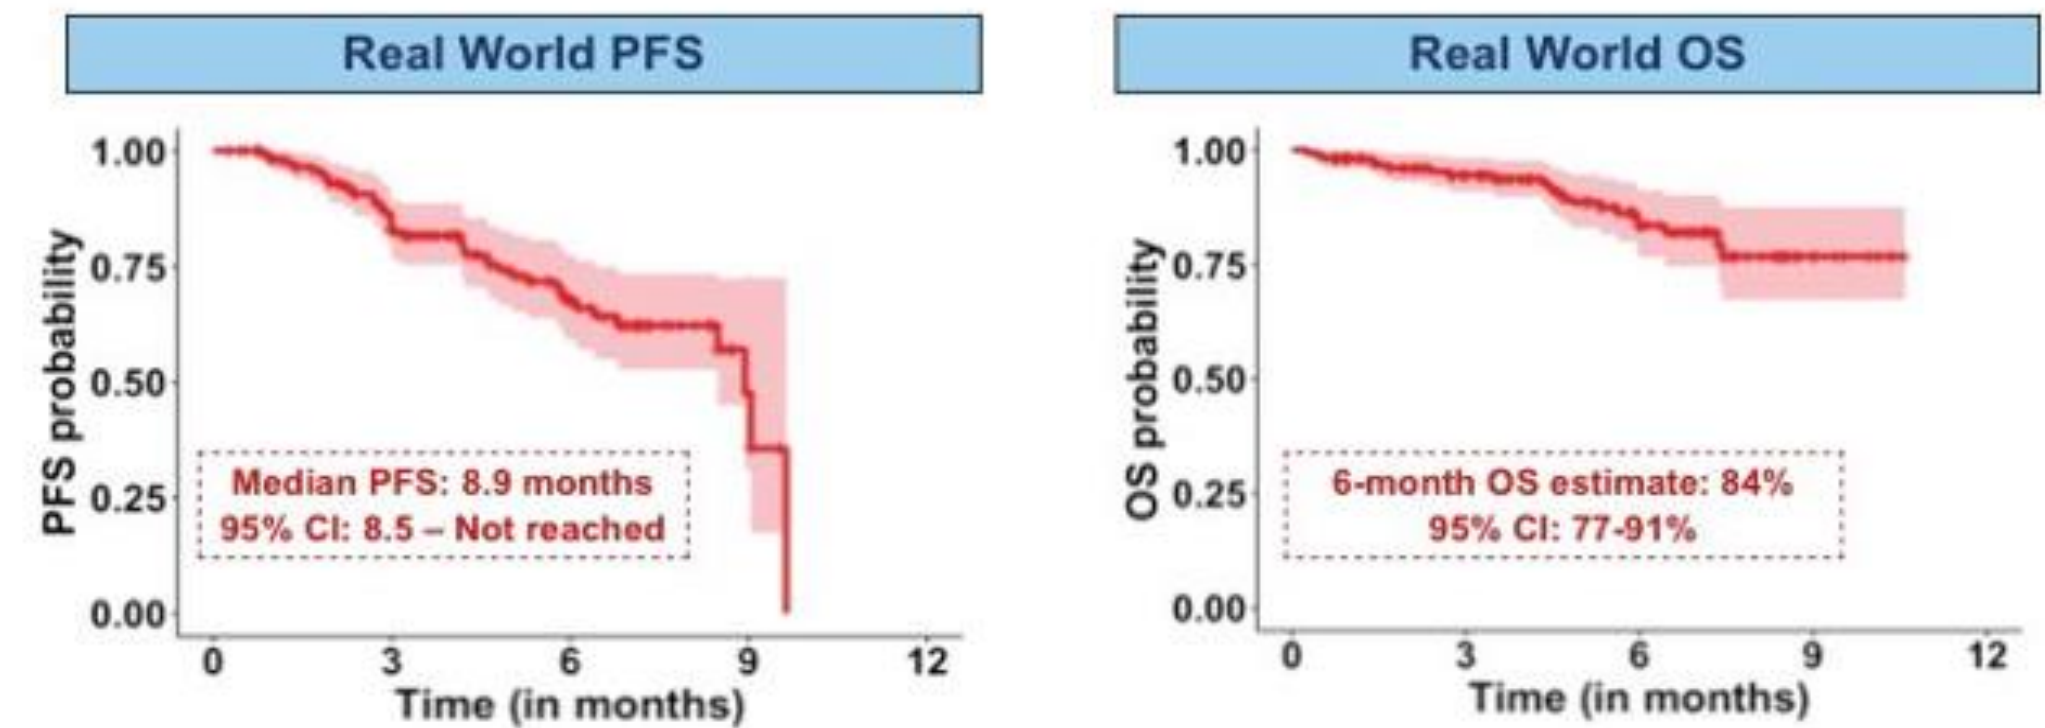 Real World PFS
PFS probability
1.00
0.75
0.50
0.25
0.00
Median PFS: 8.9 months
95% CI: 8.5 – Not reached
0 3 6 9 12
Time (in months)
Real World OS
OS probability
1.00
0.75
0.50
0.25
0.00
6-month OS estimate: 84%
95% CI: 77-91%
0 3 6 9 12
Time (in months)